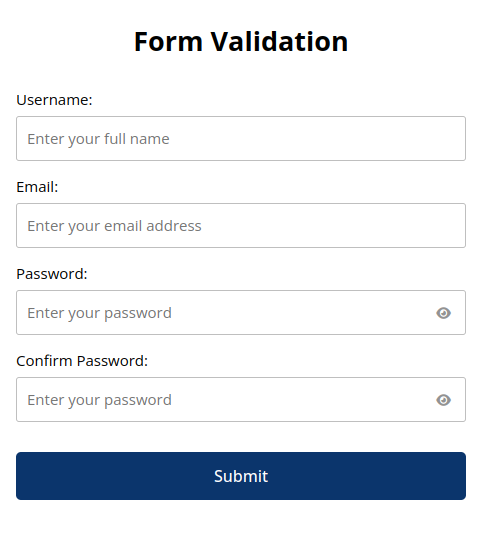 Form Validation
Username:
Enter your full name
Email:
Enter your email address
Password:
Enter your password
Confirm Password:
Enter your password
Submit